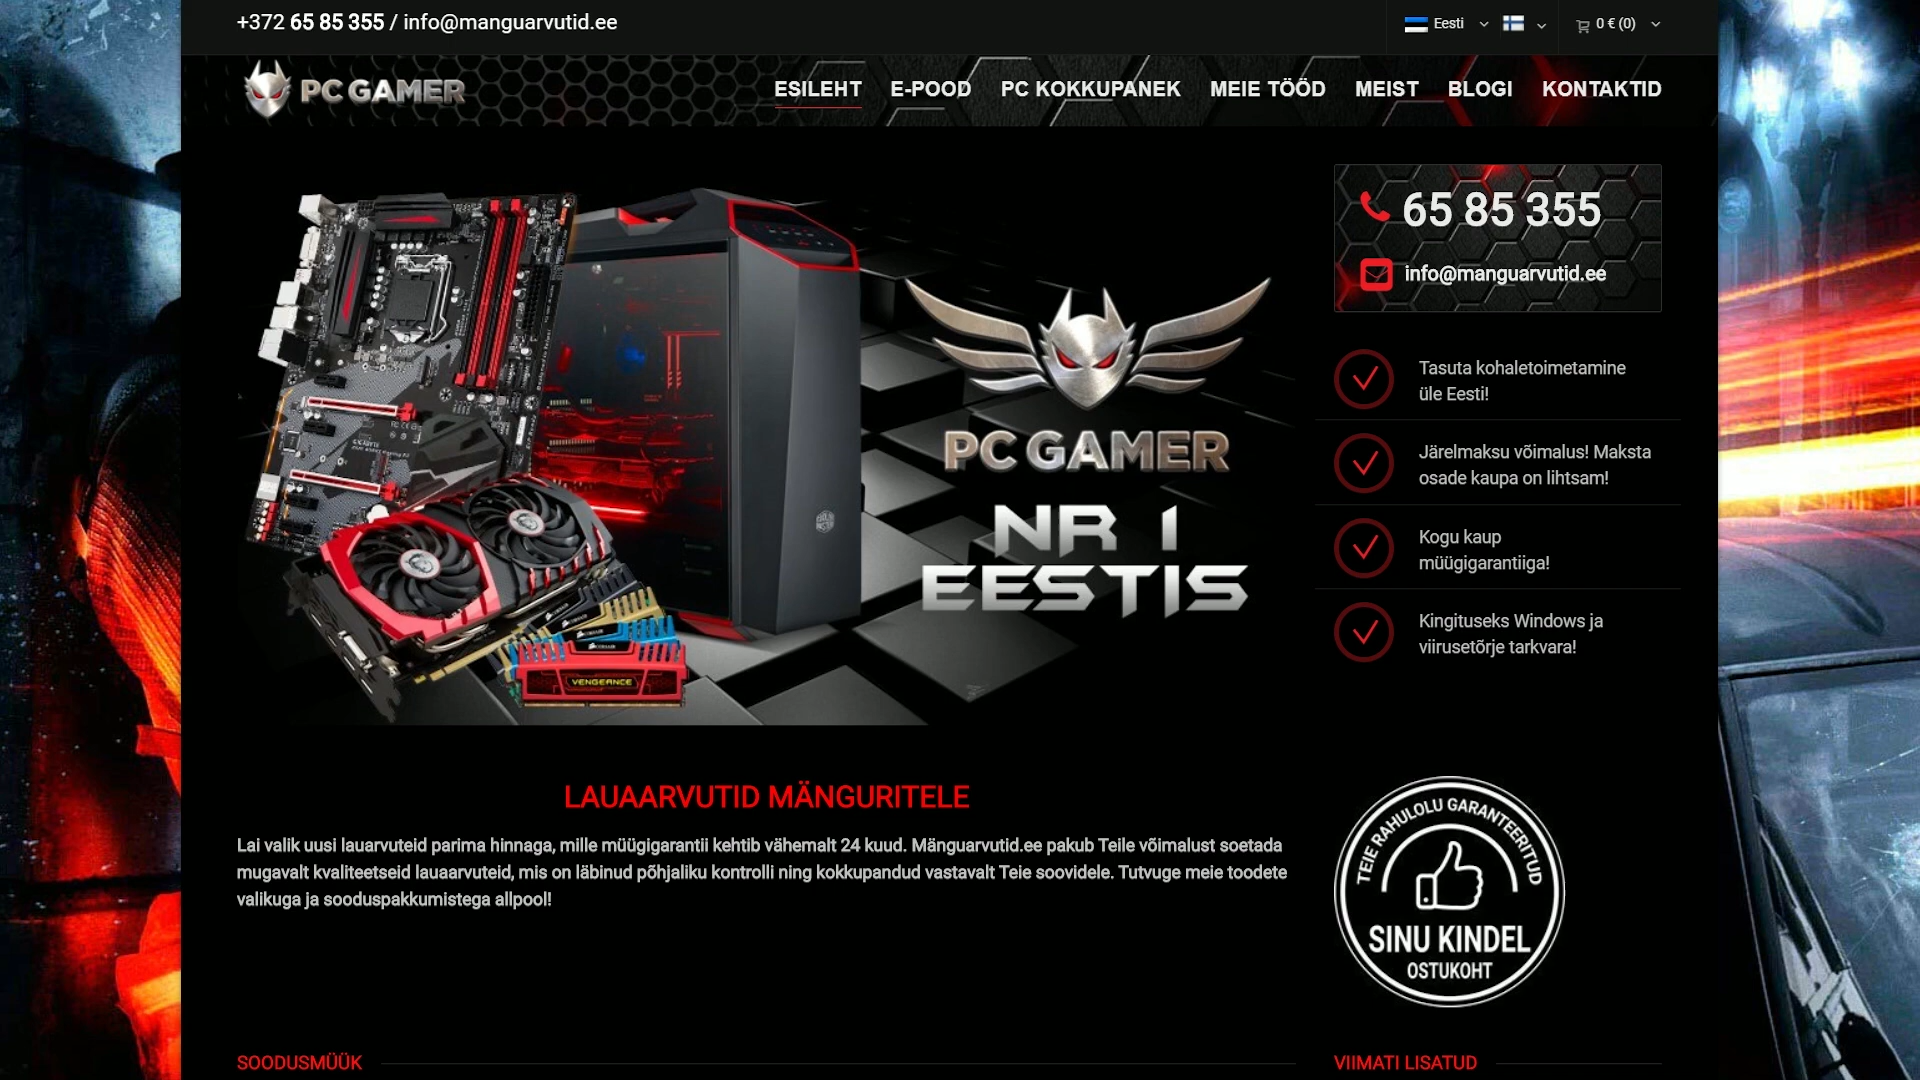 +372 65 85 355 / info@manguarvutid.ee
Eesti
0 € (0)
PC GAMER
ESILEHT E-POOD PC KOKKUPANEK MEIE TÖÖD MEIST BLOGI KONTAKTID
65 85 355
info@manguarvutid.ee
PC GAMER
NR 1
EESTIS
VENGEANCE
Tasuta kohaletoimetamine
üle Eesti!
Järelmaksu võimalus! Maksta
osade kaupa on lihtsam!
Kogu kaup
müügigarantiiga!
Kingituseks Windows ja
viirusetõrje tarkvara!
LAUAARVUTID MÄNGURITELE
Lai valik uusi lauarvuteid parima hinnaga, mille müügigarantii kehtib vähemalt 24 kuud. Mänguarvutid.ee pakub Teile võimalust soetada
mugavalt kvaliteetseid lauaarvuteid, mis on läbinud põhjaliku kontrolli ning kokkupandud vastavalt Teie soovidele. Tutvuge meie toodete
valikuga ja sooduspakkumistega allpool!
TEIE RAHULOLU GARANTEERITUD
SINU KINDEL
OSTUKOHT
SOODUSMÜÜK
VIIMATI LISATUD